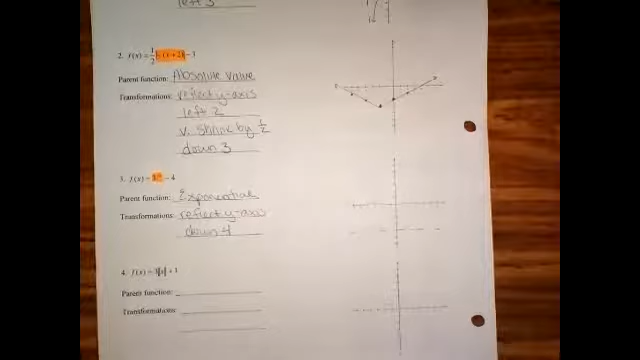 left 3
2. f(x) = 1/2|-(x+2)| - 3
Parent function: Absolute Value
Transformations: reflect y-axis
left 2
v. shrink by 1/2
down 3
3. f(x) = - 4
Parent function: Exponential
Transformations: reflect y-axis
down 4
4. f(x) = 3|x| + 1
Parent function:
Transformations: